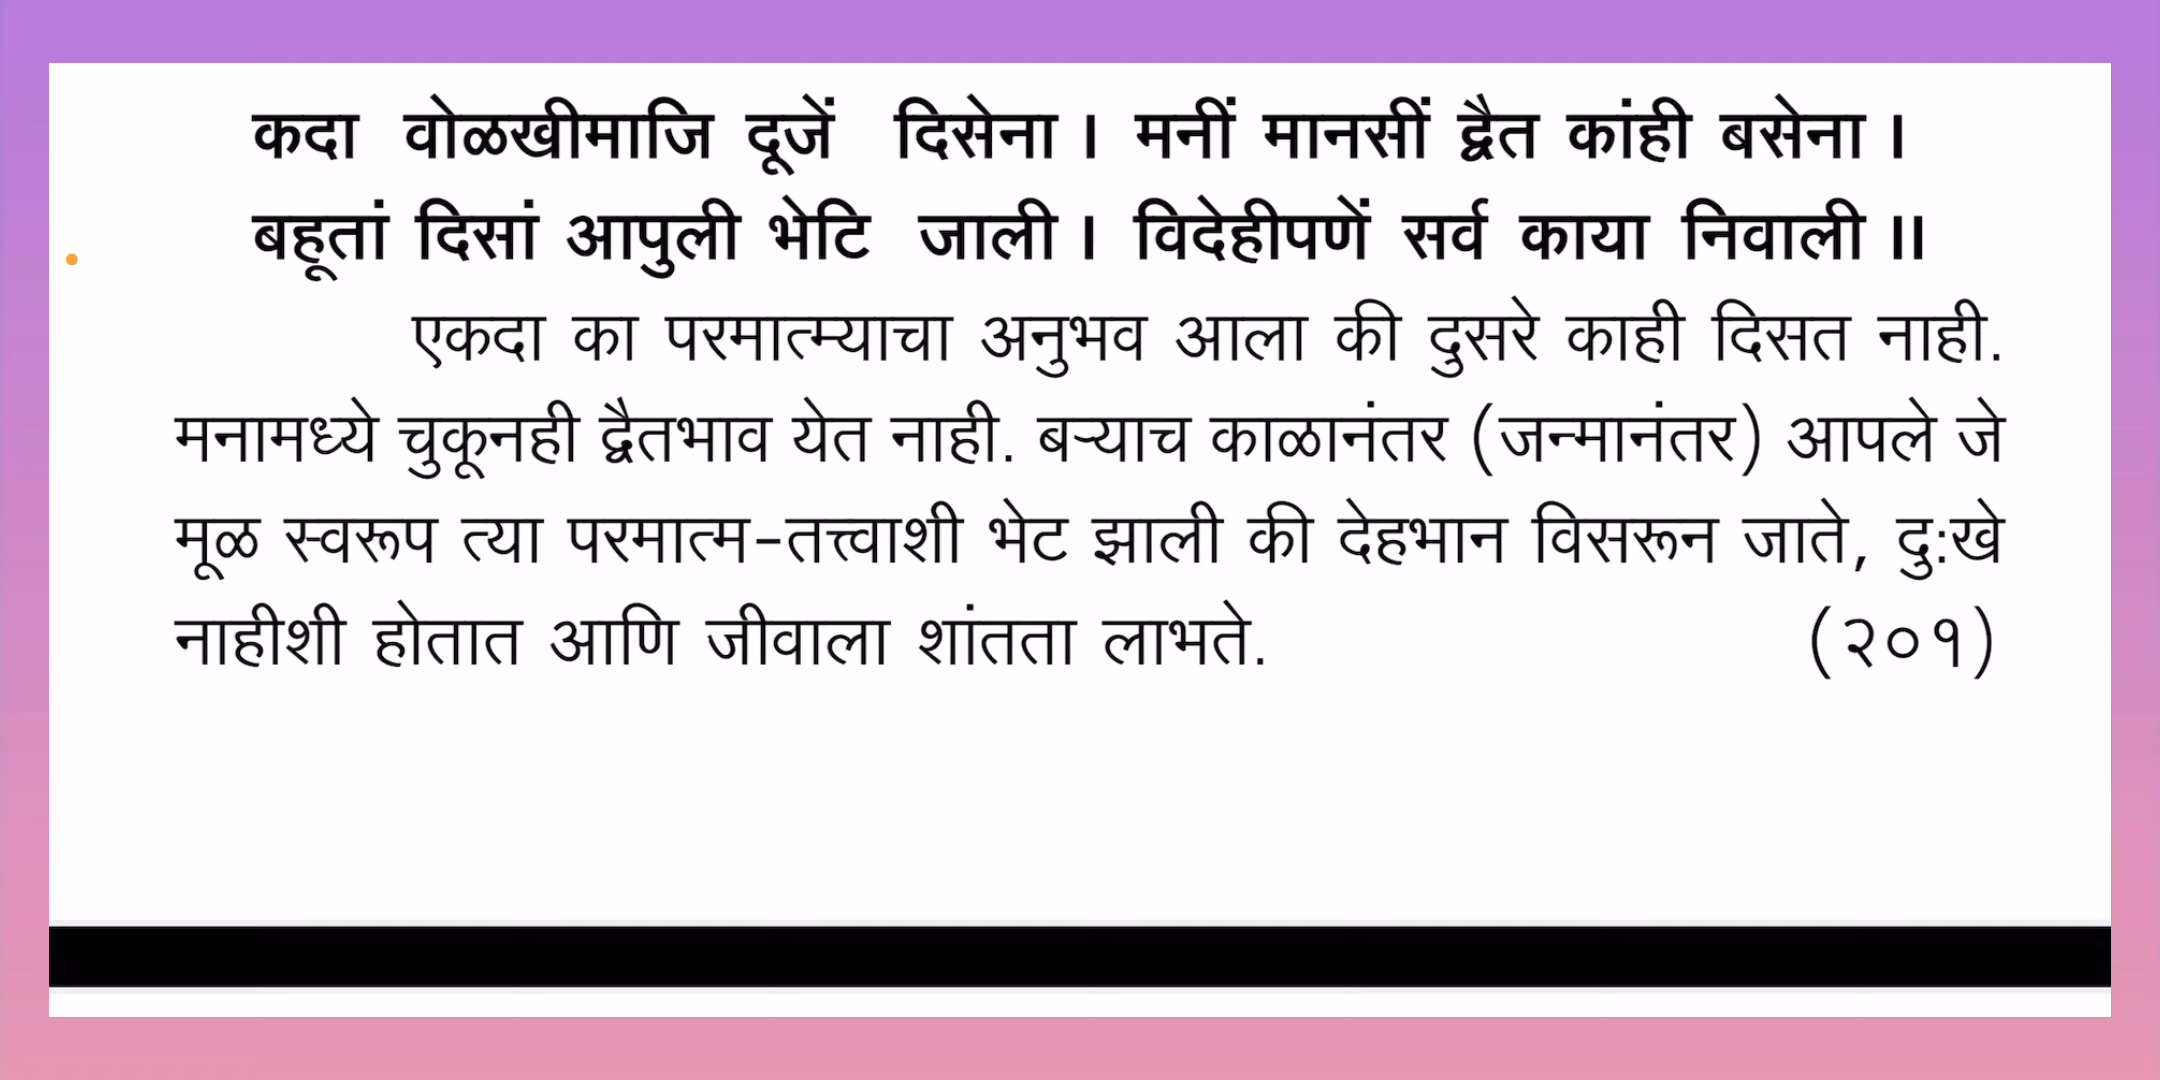 कदा वोळखीमाजि दूजें दिसेना । मनीं मानसीं द्वैत कांही बसेना ।
बहूतां दिसां आपुली भेटि जाली । विदेहीपणें सर्व काया निवाली ॥
एकदा का परमात्म्याचा अनुभव आला की दुसरे काही दिसत नाही.
मनामध्ये चुकूनही द्वैतभाव येत नाही. बऱ्याच काळानंतर (जन्मानंतर) आपले जे
मूळ स्वरूप त्या परमात्म-तत्त्वाशी भेट झाली की देहभान विसरून जाते, दुःखे
नाहीशी होतात आणि जीवाला शांतता लाभते. (२०१)